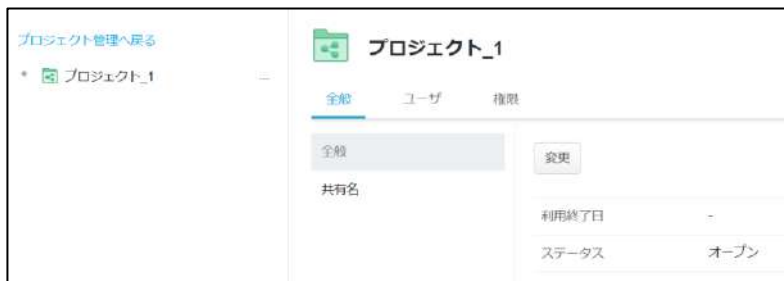 プロジェクト管理へ戻る
プロジェクト_1
プロジェクト_1
全般 ユーザ 権限
全般
共有名
変更
利用終了日 -
ステータス オープン